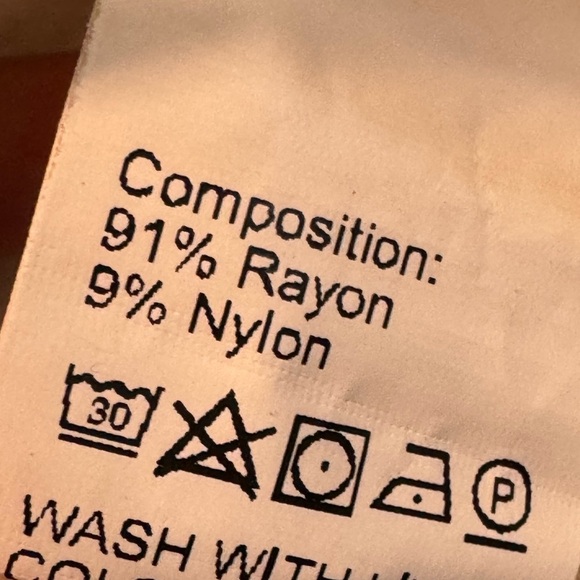 Composition:
91% Rayon
9% Nylon
30
P
WASH WITH